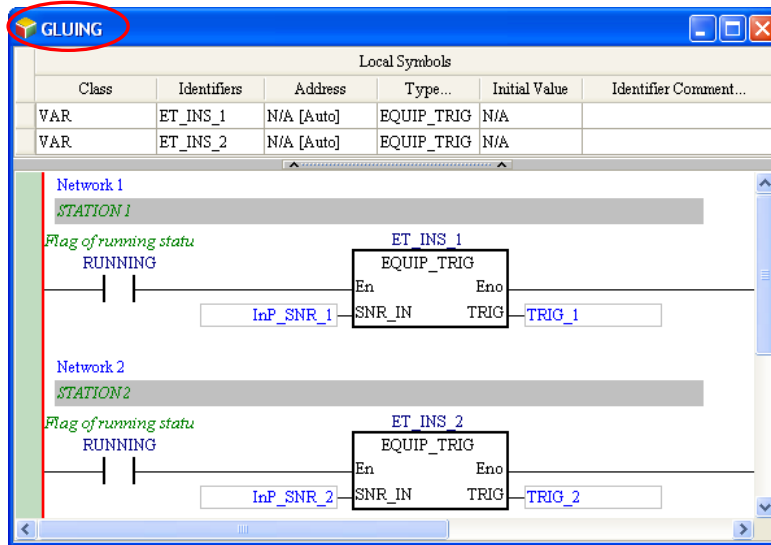 GLUING
Local Symbols
Class Identifiers Address Type... Initial Value Identifier Comment...
VAR ET_INS_1 N/A [Auto] EQUIP_TRIG N/A
VAR ET_INS_2 N/A [Auto] EQUIP_TRIG N/A
Network 1
STATION 1
Flag of running statu
ET_INS_1
RUNNING
EQUIP_TRIG
En Eno
InP_SNR_1 SNR_IN TRIG TRIG_1
Network 2
STATION 2
Flag of running statu
ET_INS_2
RUNNING
EQUIP_TRIG
En Eno
InP_SNR_2 SNR_IN TRIG TRIG_2